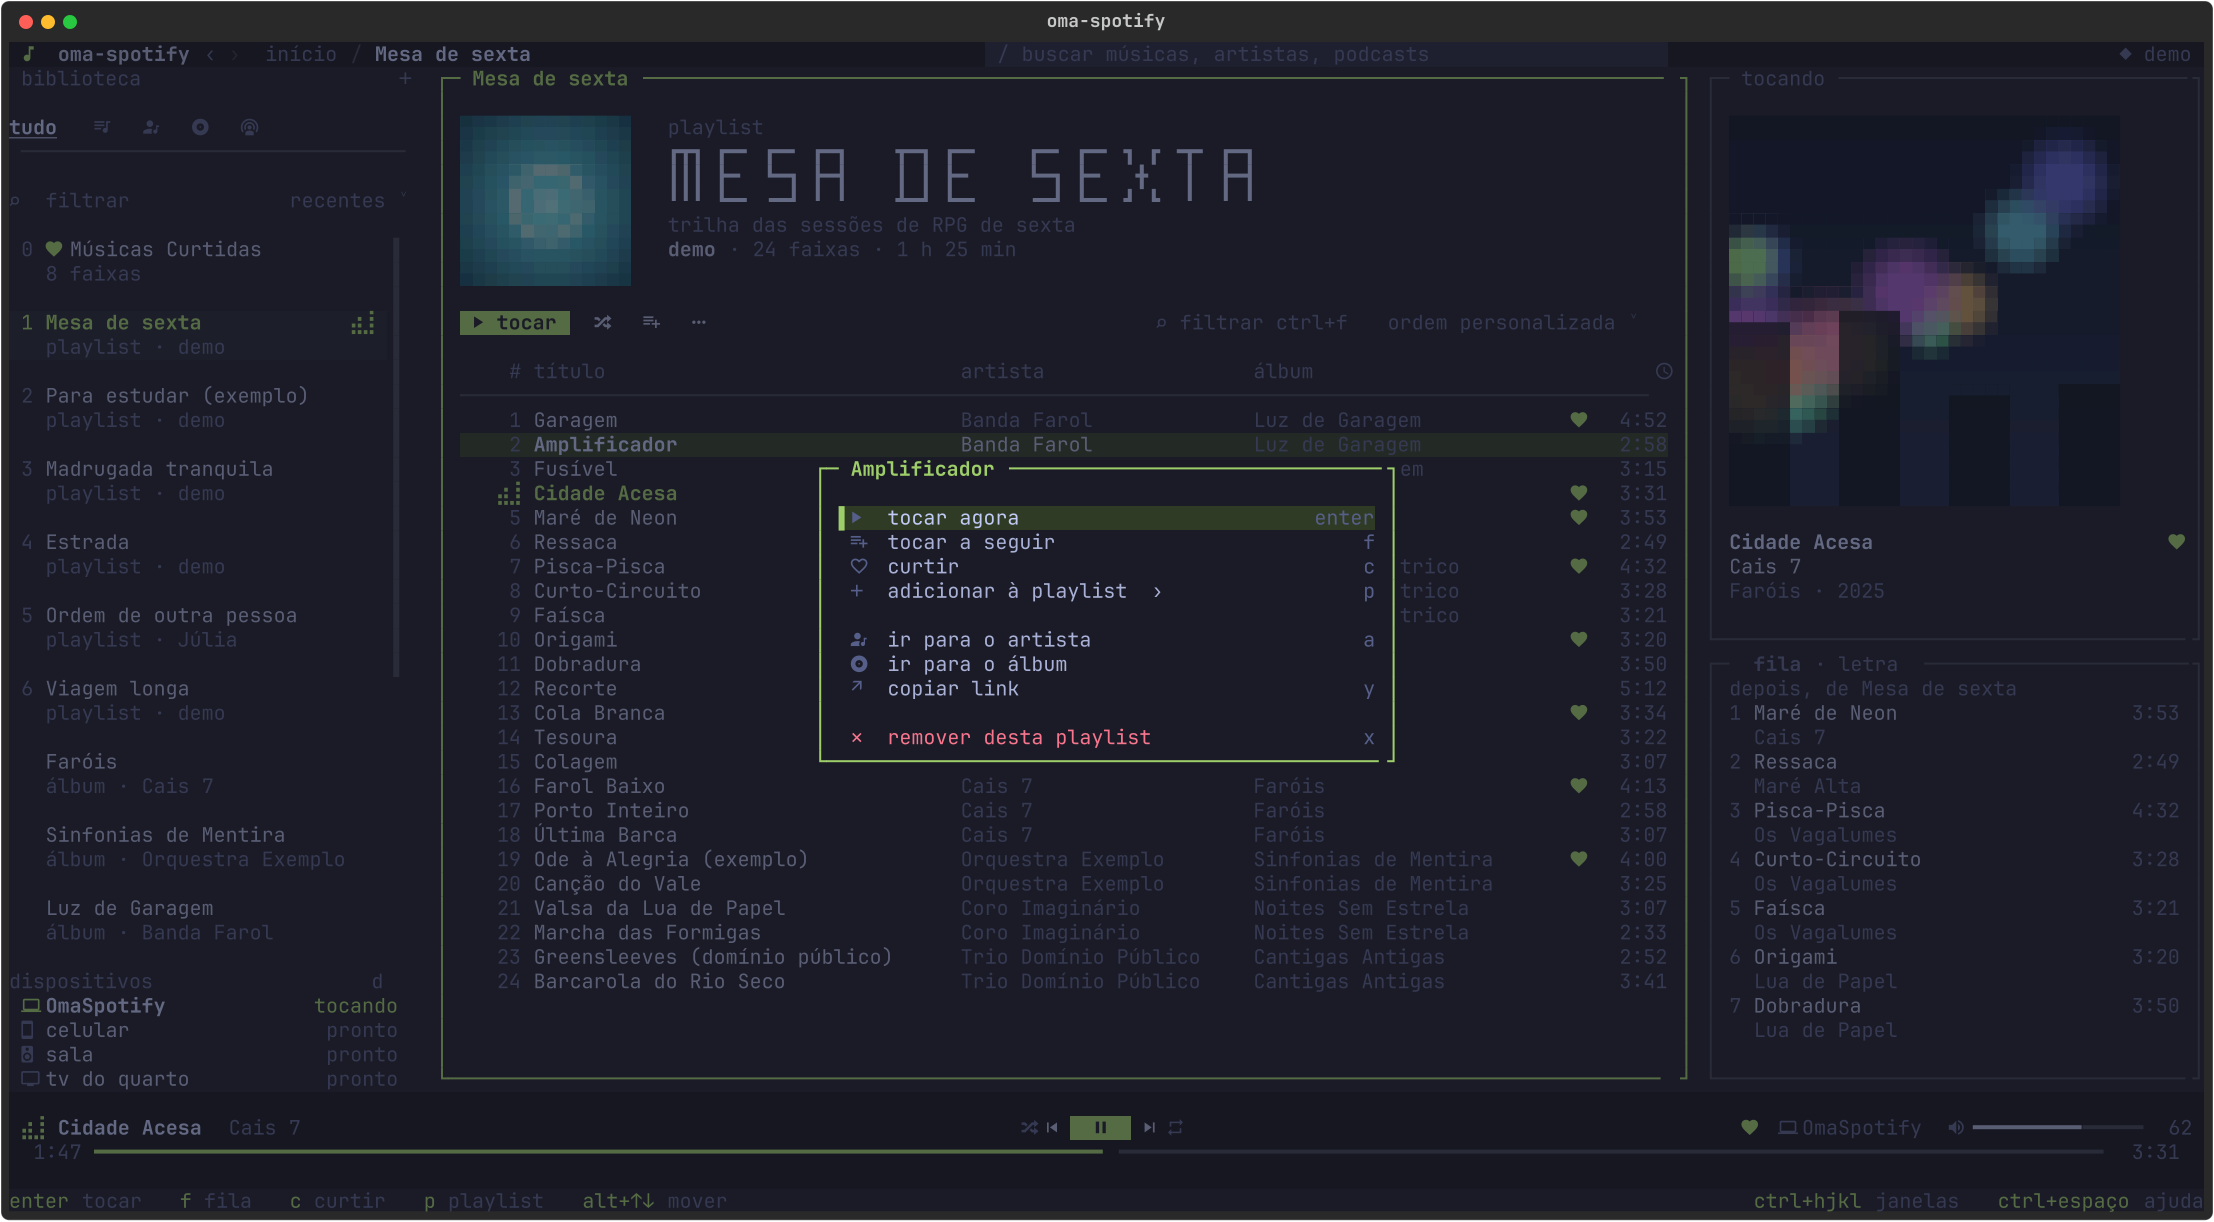 oma-spotify
oma-spotify ‹ › início / Mesa de sexta
/ buscar músicas, artistas, podcasts
◆ demo
biblioteca +
tudo
filtrar recentes
0 Músicas Curtidas
8 faixas
1 Mesa de sexta
playlist · demo
2 Para estudar (exemplo)
playlist · demo
3 Madrugada tranquila
playlist · demo
4 Estrada
playlist · demo
5 Ordem de outra pessoa
playlist · Júlia
6 Viagem longa
playlist · demo
Faróis
álbum · Cais 7
Sinfonias de Mentira
álbum · Orquestra Exemplo
Luz de Garagem
álbum · Banda Farol
dispositivos d
OmaSpotify tocando
celular pronto
sala pronto
tv do quarto pronto
Mesa de sexta
playlist
MESA DE SEXTA
trilha das sessões de RPG de sexta
demo · 24 faixas · 1 h 25 min
tocar
filtrar ctrl+f ordem personalizada
# título artista álbum
1 Garagem Banda Farol Luz de Garagem 4:52
2 Amplificador Banda Farol Luz de Garagem 2:58
3 Fusível em 3:15
Cidade Acesa 3:31
5 Maré de Neon 3:53
6 Ressaca 2:49
7 Pisca-Pisca trico 4:32
8 Curto-Circuito trico 3:28
9 Faísca trico 3:21
10 Origami 3:20
11 Dobradura 3:50
12 Recorte 5:12
13 Cola Branca 3:34
14 Tesoura 3:22
15 Colagem 3:07
16 Farol Baixo Cais 7 Faróis 4:13
17 Porto Inteiro Cais 7 Faróis 2:58
18 Última Barca Cais 7 Faróis 3:07
19 Ode à Alegria (exemplo) Orquestra Exemplo Sinfonias de Mentira 4:00
20 Canção do Vale Orquestra Exemplo Sinfonias de Mentira 3:25
21 Valsa da Lua de Papel Coro Imaginário Noites Sem Estrela 3:07
22 Marcha das Formigas Coro Imaginário Noites Sem Estrela 2:33
23 Greensleeves (domínio público) Trio Domínio Público Cantigas Antigas 2:52
24 Barcarola do Rio Seco Trio Domínio Público Cantigas Antigas 3:41
Amplificador
tocar agora enter
tocar a seguir f
curtir c
adicionar à playlist › p
ir para o artista a
ir para o álbum
copiar link y
× remover desta playlist x
tocando
Cidade Acesa
Cais 7
Faróis · 2025
fila · letra
depois, de Mesa de sexta
1 Maré de Neon 3:53
Cais 7
2 Ressaca 2:49
Maré Alta
3 Pisca-Pisca 4:32
Os Vagalumes
4 Curto-Circuito 3:28
Os Vagalumes
5 Faísca 3:21
Os Vagalumes
6 Origami 3:20
Lua de Papel
7 Dobradura 3:50
Lua de Papel
Cidade Acesa Cais 7
OmaSpotify 62
1:47 3:31
enter tocar f fila c curtir p playlist alt+↑↓ mover
ctrl+hjkl janelas ctrl+espaço ajuda